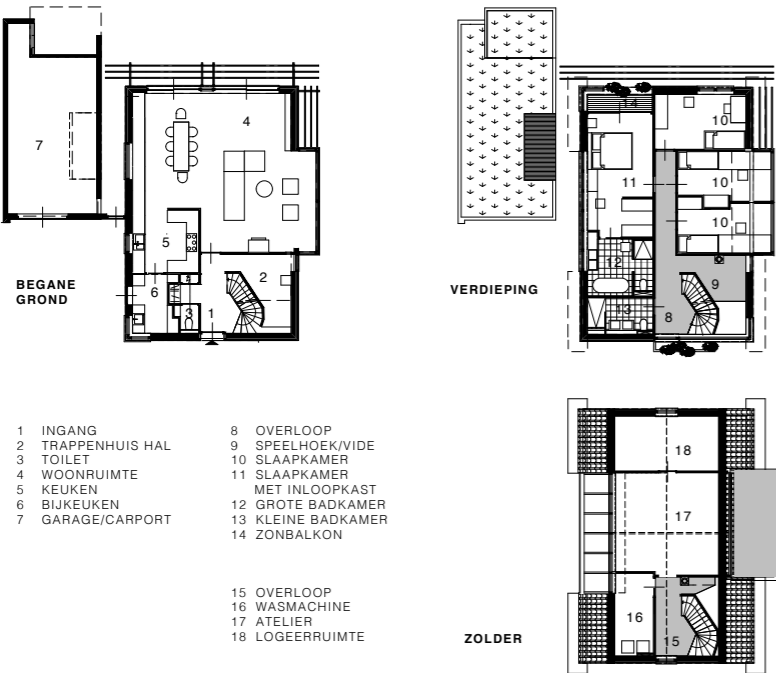 7
4
5
6
3
1
2
BEGANE
GROND
14
10
11
10
10
12
9
13
8
VERDIEPING
1 INGANG
2 TRAPPENHUIS HAL
3 TOILET
4 WOONRUIMTE
5 KEUKEN
6 BIJKEUKEN
7 GARAGE/CARPORT
8 OVERLOOP
9 SPEELHOEK/VIDE
10 SLAAPKAMER
11 SLAAPKAMER
MET INLOOPKAST
12 GROTE BADKAMER
13 KLEINE BADKAMER
14 ZONBALKON
15 OVERLOOP
16 WASMACHINE
17 ATELIER
18 LOGEERRUIMTE
18
17
16
15
ZOLDER